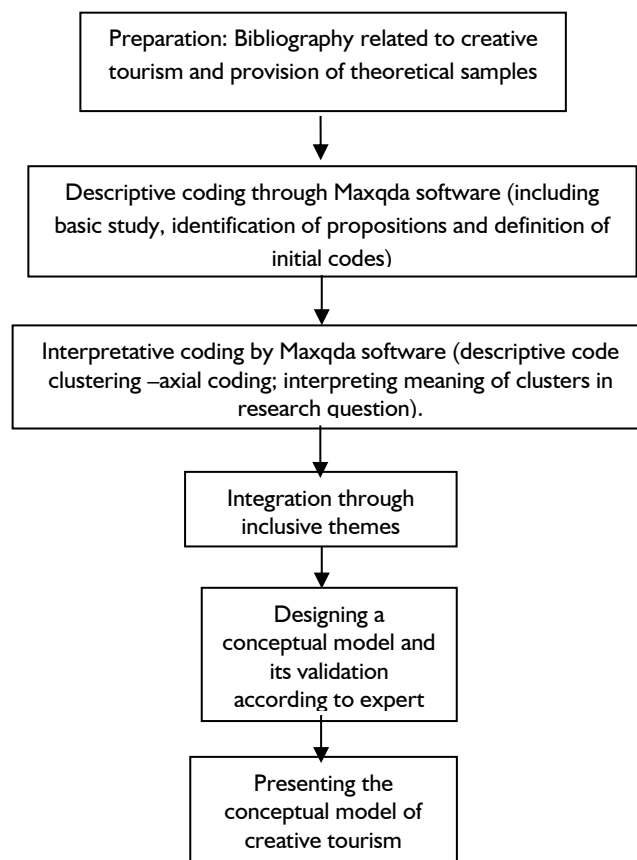 Preparation: Bibliography related to creative
tourism and provision of theoretical samples
Descriptive coding through Maxqda software (including
basic study, identification of propositions and definition of
initial codes)
Interpretative coding by Maxqda software (descriptive code
clustering –axial coding; interpreting meaning of clusters in
research question).
Integration through
inclusive themes
Designing a
conceptual model and
its validation
according to expert
Presenting the
conceptual model of
creative tourism